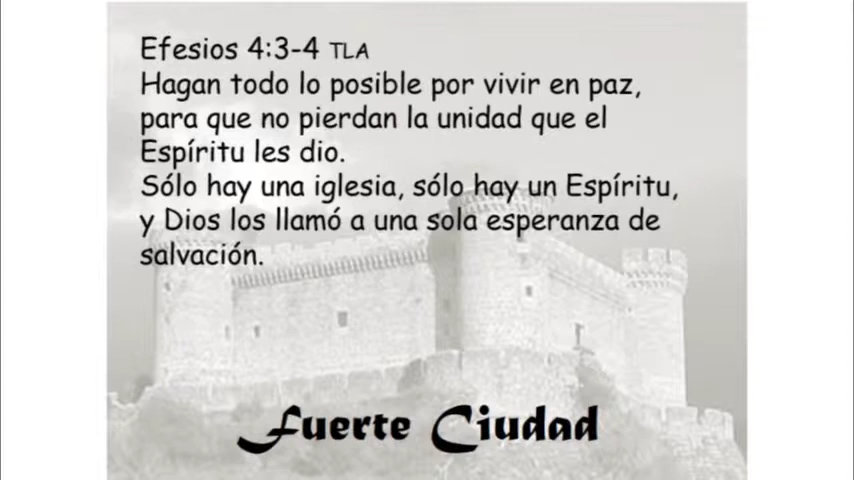 Efesios 4:3-4 TLA
Hagan todo lo posible por vivir en paz,
para que no pierdan la unidad que el
Espíritu les dio.
Sólo hay una iglesia, sólo hay un Espíritu,
y Dios los llamó a una sola esperanza de
salvación.
Fuerte Ciudad